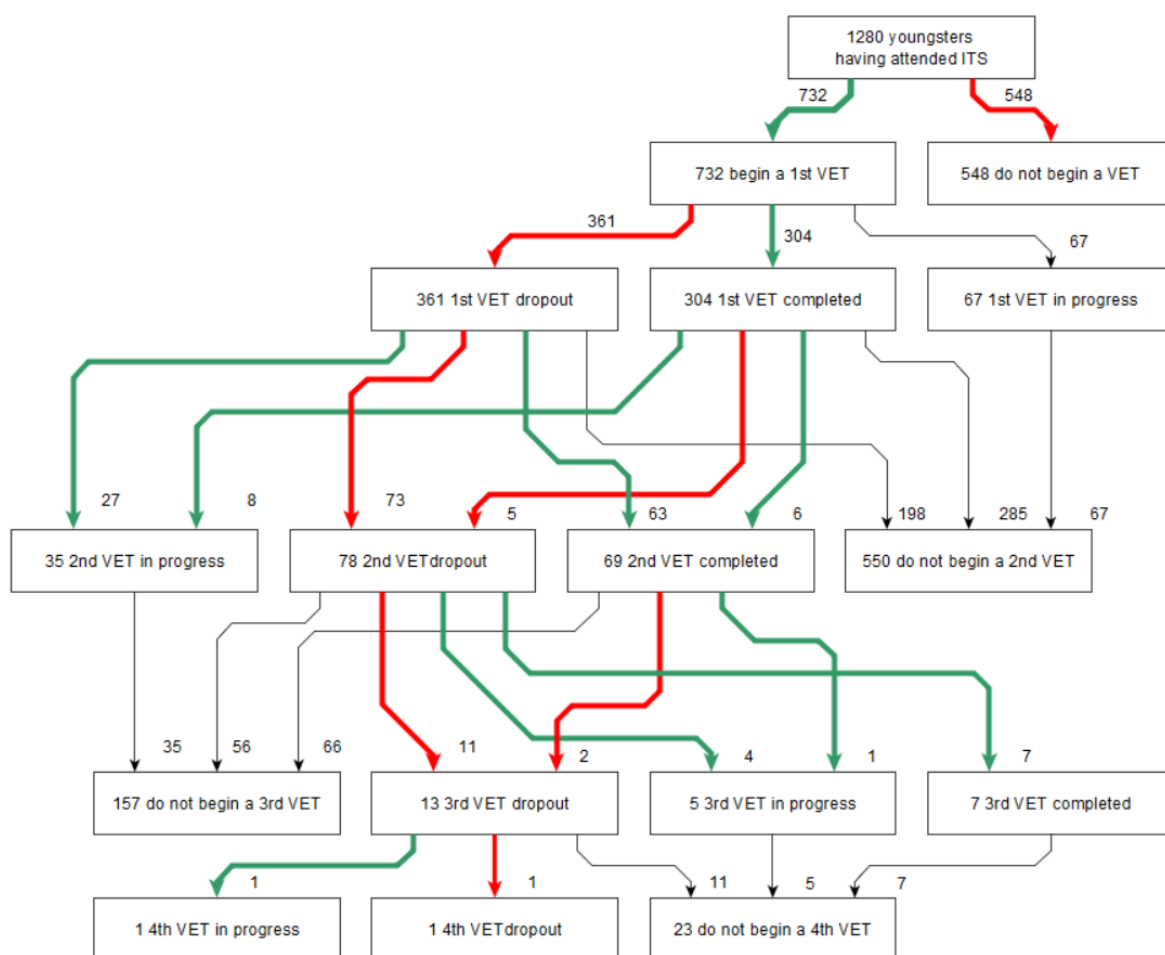 1280 youngsters
having attended ITS
732
548
732 begin a 1st VET
548 do not begin a VET
361
304
67
361 1st VET dropout
304 1st VET completed
67 1st VET in progress
27
8
73
5
63
6
198
285
67
35 2nd VET in progress
78 2nd VETdropout
69 2nd VET completed
550 do not begin a 2nd VET
35
56
66
11
2
4
1
7
157 do not begin a 3rd VET
13 3rd VET dropout
5 3rd VET in progress
7 3rd VET completed
1
1
11
5
7
1 4th VET in progress
1 4th VETdropout
23 do not begin a 4th VET